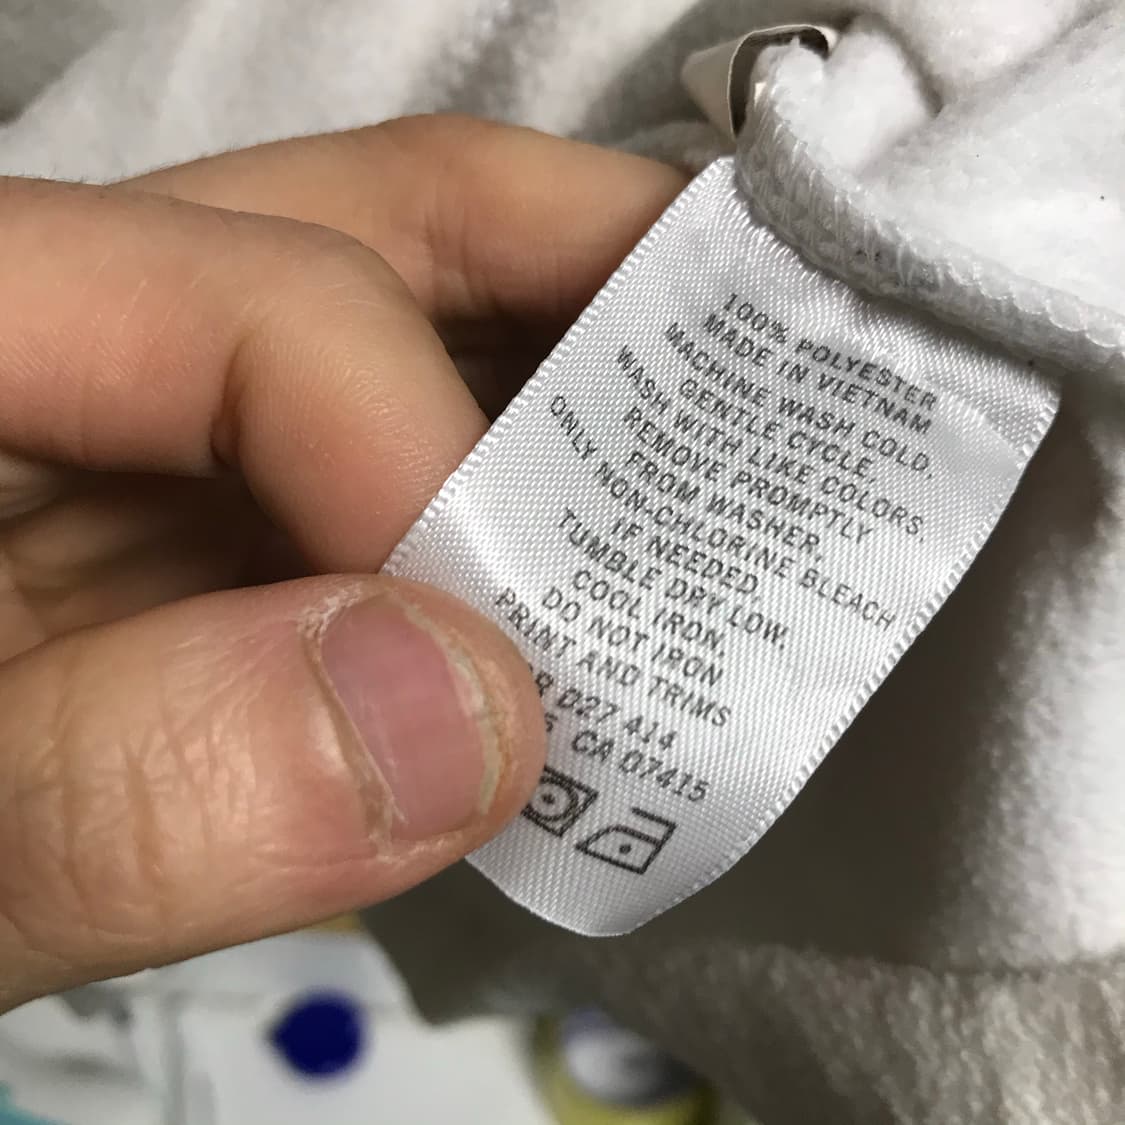 100% POLYESTER
MADE IN VIETNAM
MACHINE WASH COLD,
GENTLE CYCLE.
WASH WITH LIKE COLORS.
REMOVE PROMPTLY
FROM WASHER.
ONLY NON-CHLORINE BLEACH
IF NEEDED.
TUMBLE DRY LOW.
COOL IRON.
DO NOT IRON
PRINT AND TRIMS
D27 414
CA 07415